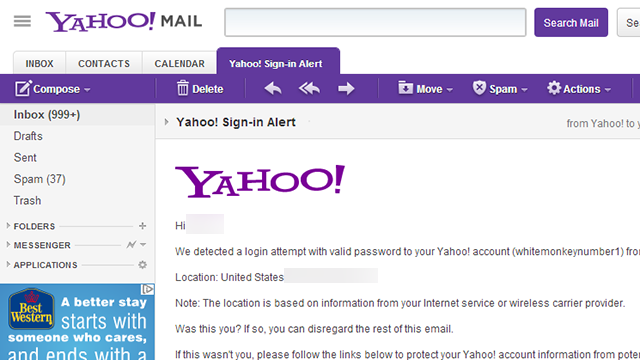 YAHOO! MAIL
Search Mail
Se
INBOX
CONTACTS
CALENDAR
Yahoo! Sign-in Alert
Compose
Delete
Move
Spam
Actions
Inbox (999+)
Drafts
Sent
Spam (37)
Trash
FOLDERS
MESSENGER
APPLICATIONS
Best Western
A better stay
starts with
someone who cares,
and ends with a
Yahoo! Sign-in Alert
from Yahoo! to y
YAHOO!
Hi
We detected a login attempt with valid password to your Yahoo! account (whitemonkeynumber1) fro
Location: United States
Note: The location is based on information from your Internet service or wireless carrier provider.
Was this you? If so, you can disregard the rest of this email.
If this wasn't you, please follow the links below to protect your Yahoo! account information from pote